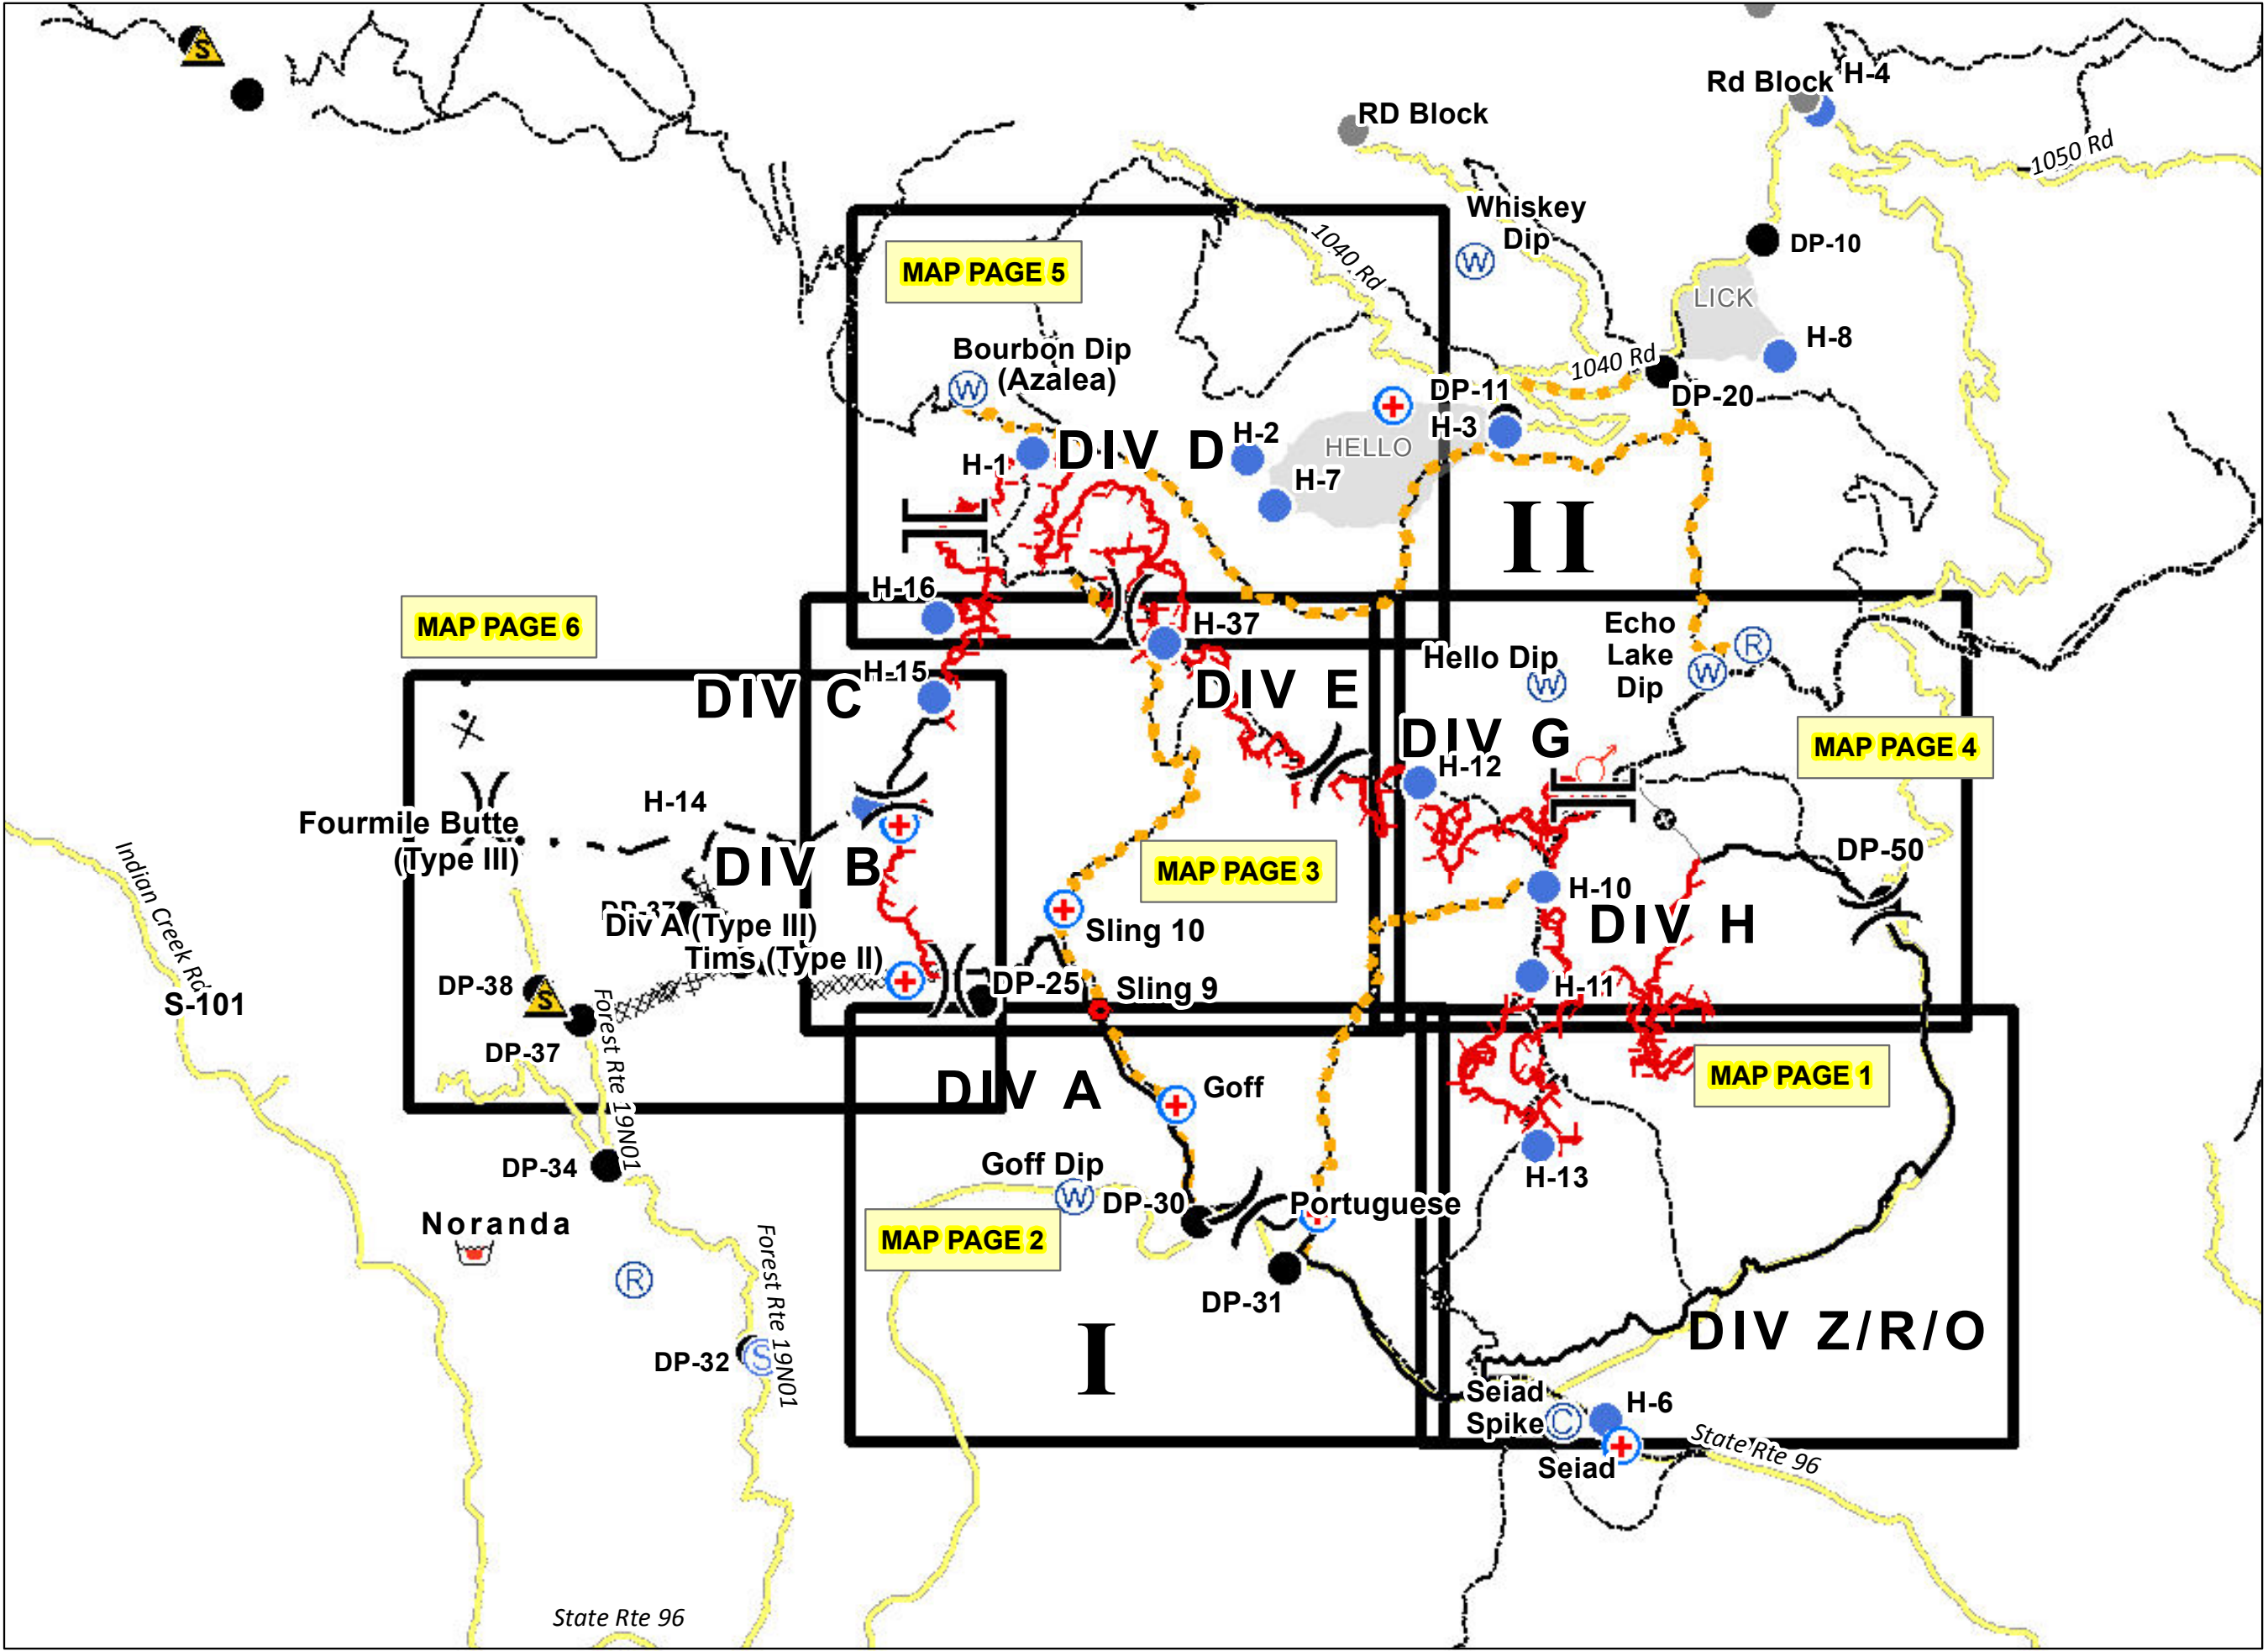 S
Rd Block
H-4
RD Block
1050 Rd
Whiskey
Dip
W
DP-10
1040 Rd
MAP PAGE 5
LICK
H-8
Bourbon Dip
(Azalea)
W
1040 Rd
DP-11
DP-20
H-3
DIV D
H-2
HELLO
H-1
H-7
II
H-16
MAP PAGE 6
H-37
Echo
Lake
Dip
R
W
Hello Dip
W
H-15
DIV C
DIV E
DIV G
MAP PAGE 4
H-12
H-14
Fourmile Butte
(Type III)
DIV B
MAP PAGE 3
DP-50
H-10
DP-37
Div A (Type III)
Sling 10
DIV H
Tims (Type II)
DP-38
S
DP-25
Sling 9
H-11
Indian Creek Rd
S-101
DP-37
Forest Rte 19N01
DIV A
Goff
MAP PAGE 1
DP-34
Goff Dip
W
DP-30
Portuguese
H-13
Noranda
MAP PAGE 2
R
DP-31
Forest Rte 19N01
DP-32
S
I
DIV Z/R/O
Seiad
Spike
C
H-6
State Rte 96
Seiad
State Rte 96